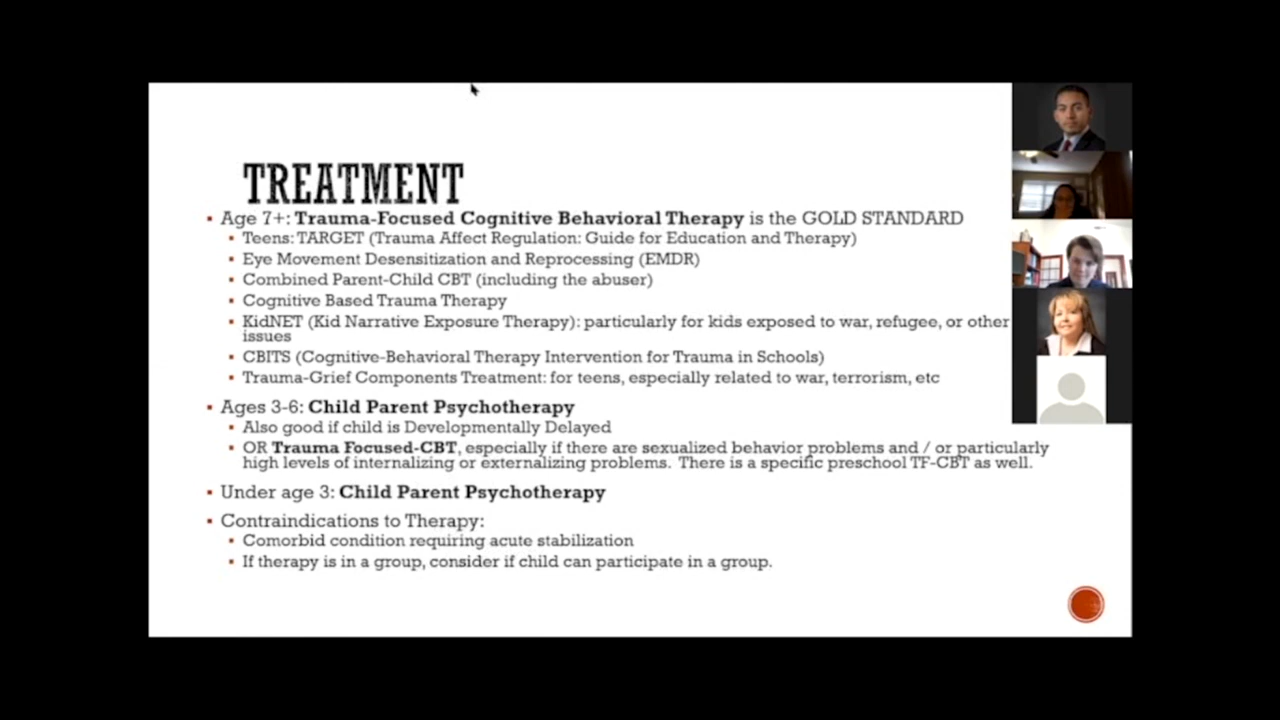 TREATMENT
Age 7+: Trauma-Focused Cognitive Behavioral Therapy is the GOLD STANDARD
Teens: TARGET (Trauma Affect Regulation: Guide for Education and Therapy)
Eye Movement Desensitization and Reprocessing (EMDR)
Combined Parent-Child CBT (including the abuser)
Cognitive Based Trauma Therapy
KidNET (Kid Narrative Exposure Therapy): particularly for kids exposed to war, refugee, or other
issues
CBITS (Cognitive-Behavioral Therapy Intervention for Trauma in Schools)
Trauma-Grief Components Treatment: for teens, especially related to war, terrorism, etc
Ages 3-6: Child Parent Psychotherapy
Also good if child is Developmentally Delayed
OR Trauma Focused-CBT, especially if there are sexualized behavior problems and / or particularly
high levels of internalizing or externalizing problems. There is a specific preschool TF-CBT as well.
Under age 3: Child Parent Psychotherapy
Contraindications to Therapy:
Comorbid condition requiring acute stabilization
If therapy is in a group, consider if child can participate in a group.